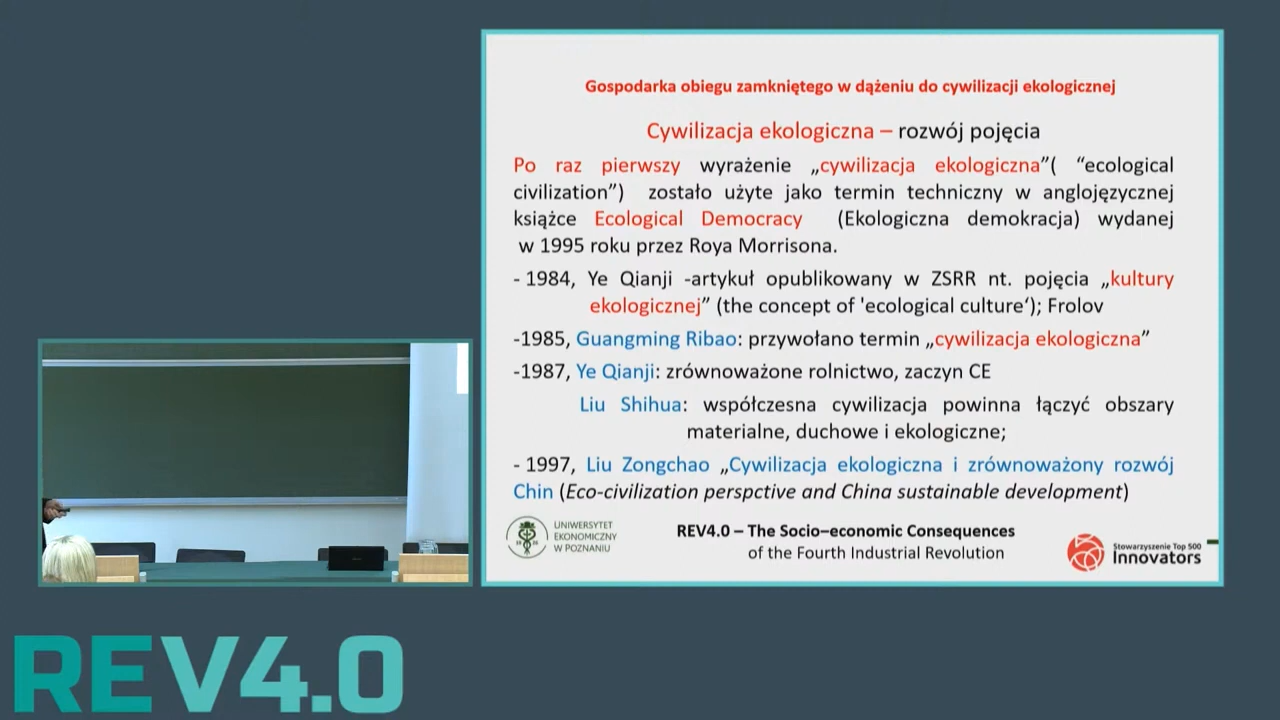 Gospodarka obiegu zamkniętego w dążeniu do cywilizacji ekologicznej
Cywilizacja ekologiczna – rozwój pojęcia
Po raz pierwszy wyrażenie „cywilizacja ekologiczna”( “ecological
civilization”) zostało użyte jako termin techniczny w anglojęzycznej
książce Ecological Democracy (Ekologiczna demokracja) wydanej
w 1995 roku przez Roya Morrisona.
- 1984, Ye Qianji -artykuł opublikowany w ZSRR nt. pojęcia „kultury
ekologicznej” (the concept of 'ecological culture‘); Frolov
-1985, Guangming Ribao: przywołano termin „cywilizacja ekologiczna”
-1987, Ye Qianji: zrównoważone rolnictwo, zaczyn CE
Liu Shihua: współczesna cywilizacja powinna łączyć obszary
materialne, duchowe i ekologiczne;
- 1997, Liu Zongchao „Cywilizacja ekologiczna i zrównoważony rozwój
Chin (Eco-civilization perspctive and China sustainable development)
UNIWERSYTET
EKONOMICZNY
W POZNANIU
REV4.0 – The Socio–economic Consequences
of the Fourth Industrial Revolution
Stowarzyszenie Top 500
Innovators
REV4.0